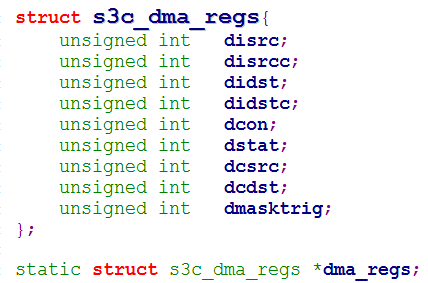 struct s3c_dma_regs{
    unsigned int   disrc;
    unsigned int   disrcc;
    unsigned int   didst;
    unsigned int   didstc;
    unsigned int   dcon;
    unsigned int   dstat;
    unsigned int   dcsrc;
    unsigned int   dcdst;
    unsigned int   dmasktrig;
};
static struct s3c_dma_regs *dma_regs;